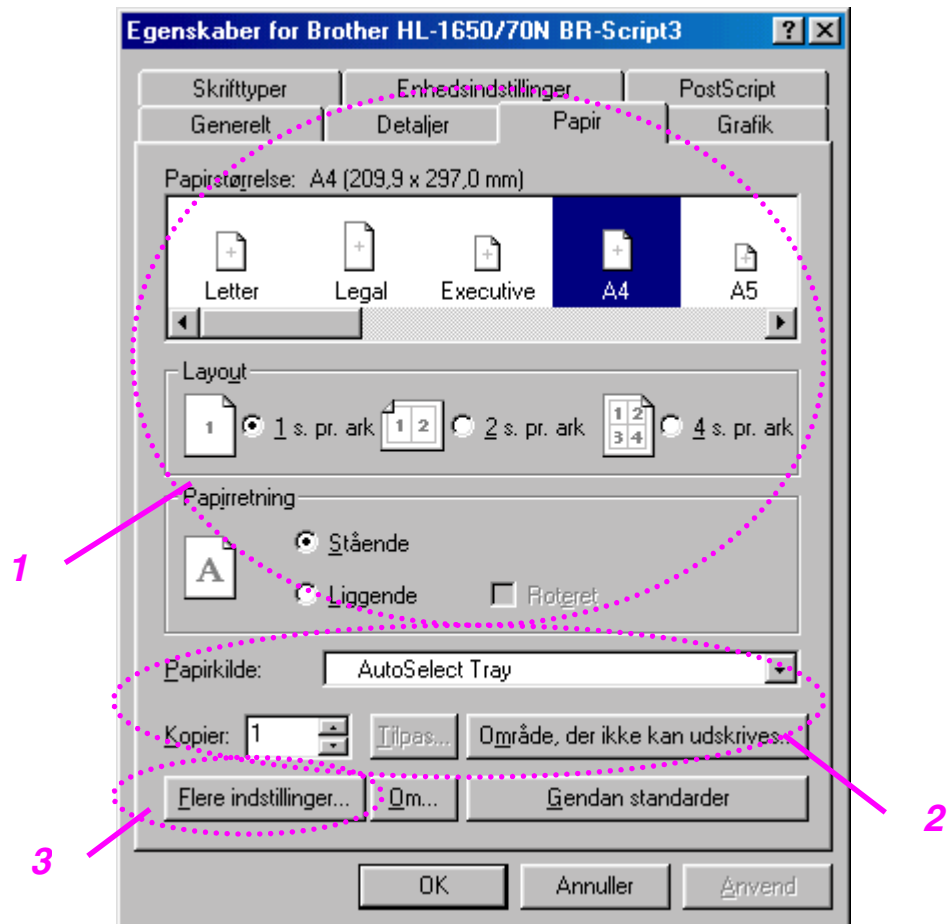 Egenskaber for Brother HL-1650/70N BR-Script3
Skrifttyper Enhedsindstillinger PostScript
Generelt Detaljer Papir Grafik
Papirstørrelse: A4 (209,9 x 297,0 mm)
Letter Legal Executive A4 A5
Layout
1 1 s. pr. ark 1 2 2 s. pr. ark 1 2 3 4 4 s. pr. ark
Papirretning
A Stående
1
Liggende Roteret
Papirkilde: AutoSelect Tray
Kopier: 1 Tilpas... Område, der ikke kan udskrives...
Flere indstillinger... Om... Gendan standarder
2
3
OK Annuller Anvend